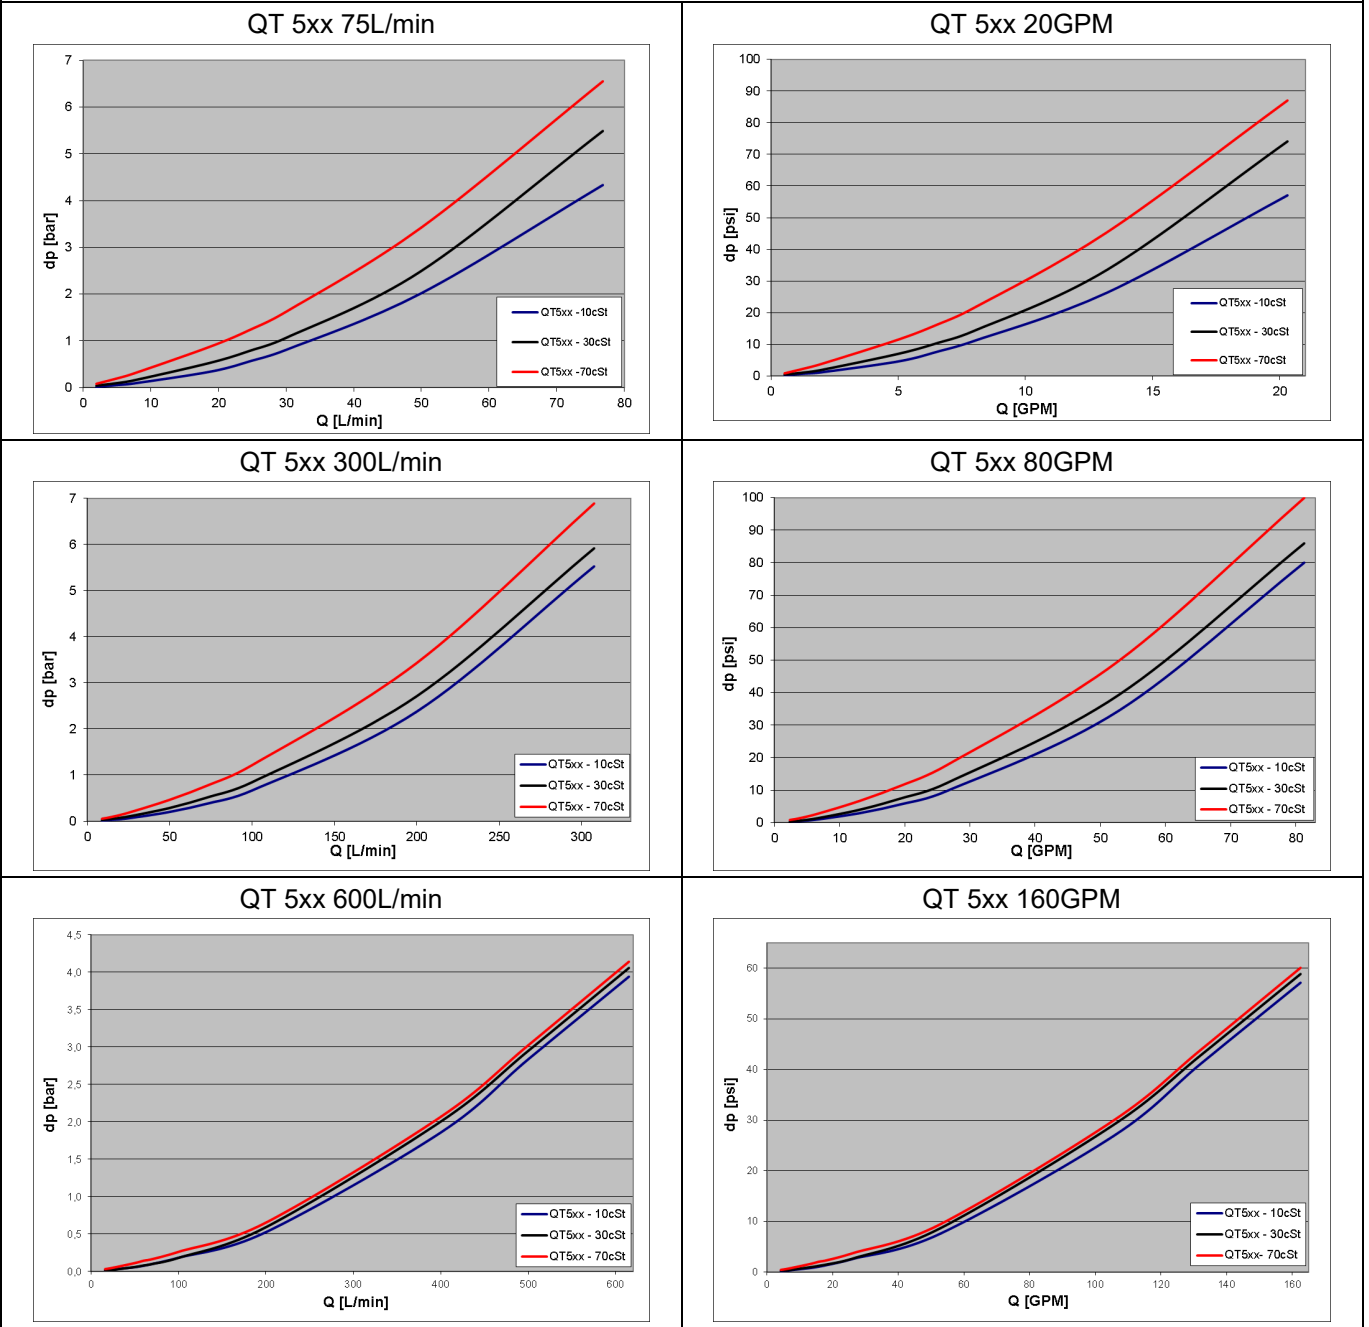 QT 5xx 75L/min
7
6
5
4
3
2
1
0
dp [bar]
0 10 20 30 40 50 60 70 80
Q [L/min]
QT5xx -10cSt
QT5xx - 30cSt
QT5xx -70cSt
QT 5xx 20GPM
100
90
80
70
60
50
40
30
20
10
0
dp [psi]
0 5 10 15 20
Q [GPM]
QT5xx -10cSt
QT5xx - 30cSt
QT5xx -70cSt
QT 5xx 300L/min
7
6
5
4
3
2
1
0
dp [bar]
0 50 100 150 200 250 300
Q [L/min]
QT5xx - 10cSt
QT5xx - 30cSt
QT5xx - 70cSt
QT 5xx 80GPM
100
90
80
70
60
50
40
30
20
10
0
dp [psi]
0 10 20 30 40 50 60 70 80
Q [GPM]
QT5xx - 10cSt
QT5xx - 30cSt
QT5xx - 70cSt
QT 5xx 600L/min
4,5
4,0
3,5
3,0
2,5
2,0
1,5
1,0
0,5
0,0
dp [bar]
0 100 200 300 400 500 600
Q [L/min]
QT5xx - 10cSt
QT5xx - 30cSt
QT5xx - 70cSt
QT 5xx 160GPM
60
50
40
30
20
10
0
dp [psi]
0 20 40 60 80 100 120 140 160
Q [GPM]
QT5xx - 10cSt
QT5xx - 30cSt
QT5xx- 70cSt